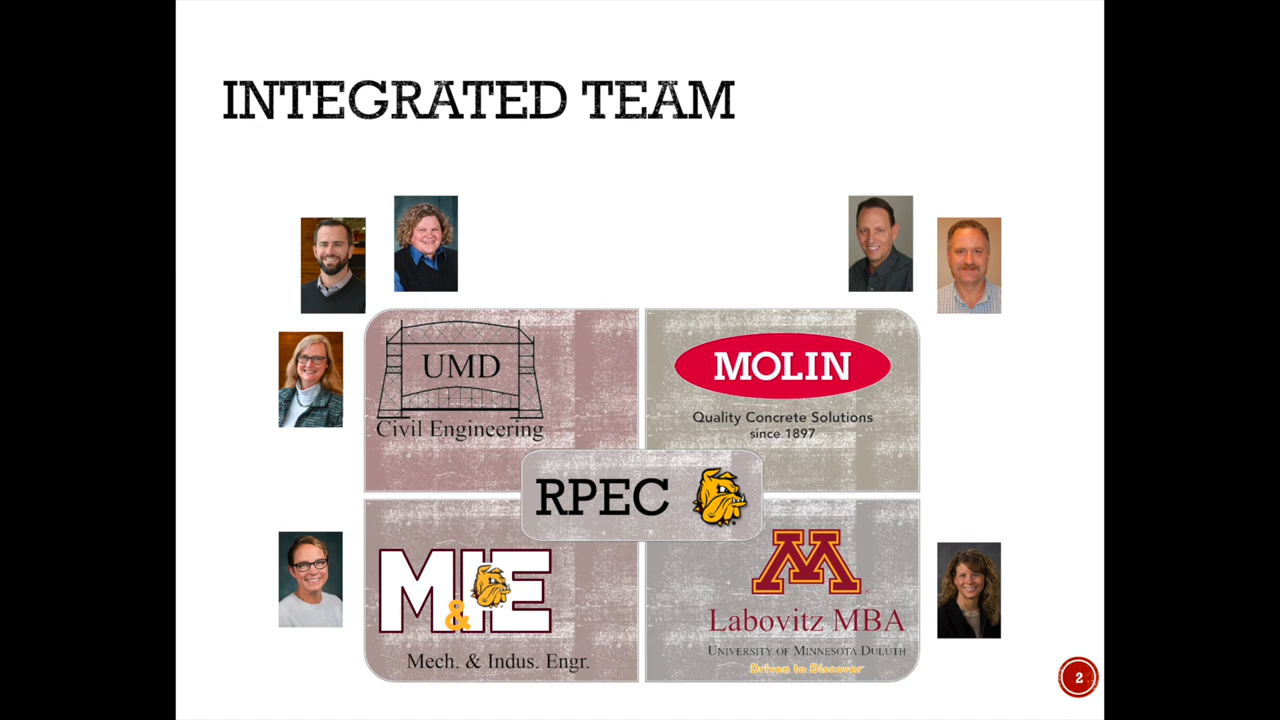 INTEGRATED TEAM
UMD
Civil Engineering
MOLIN
Quality Concrete Solutions
since 1897
RPEC
M&IE
Mech. & Indus. Engr.
M
Labovitz MBA
UNIVERSITY OF MINNESOTA DULUTH
Driven to Discover
2